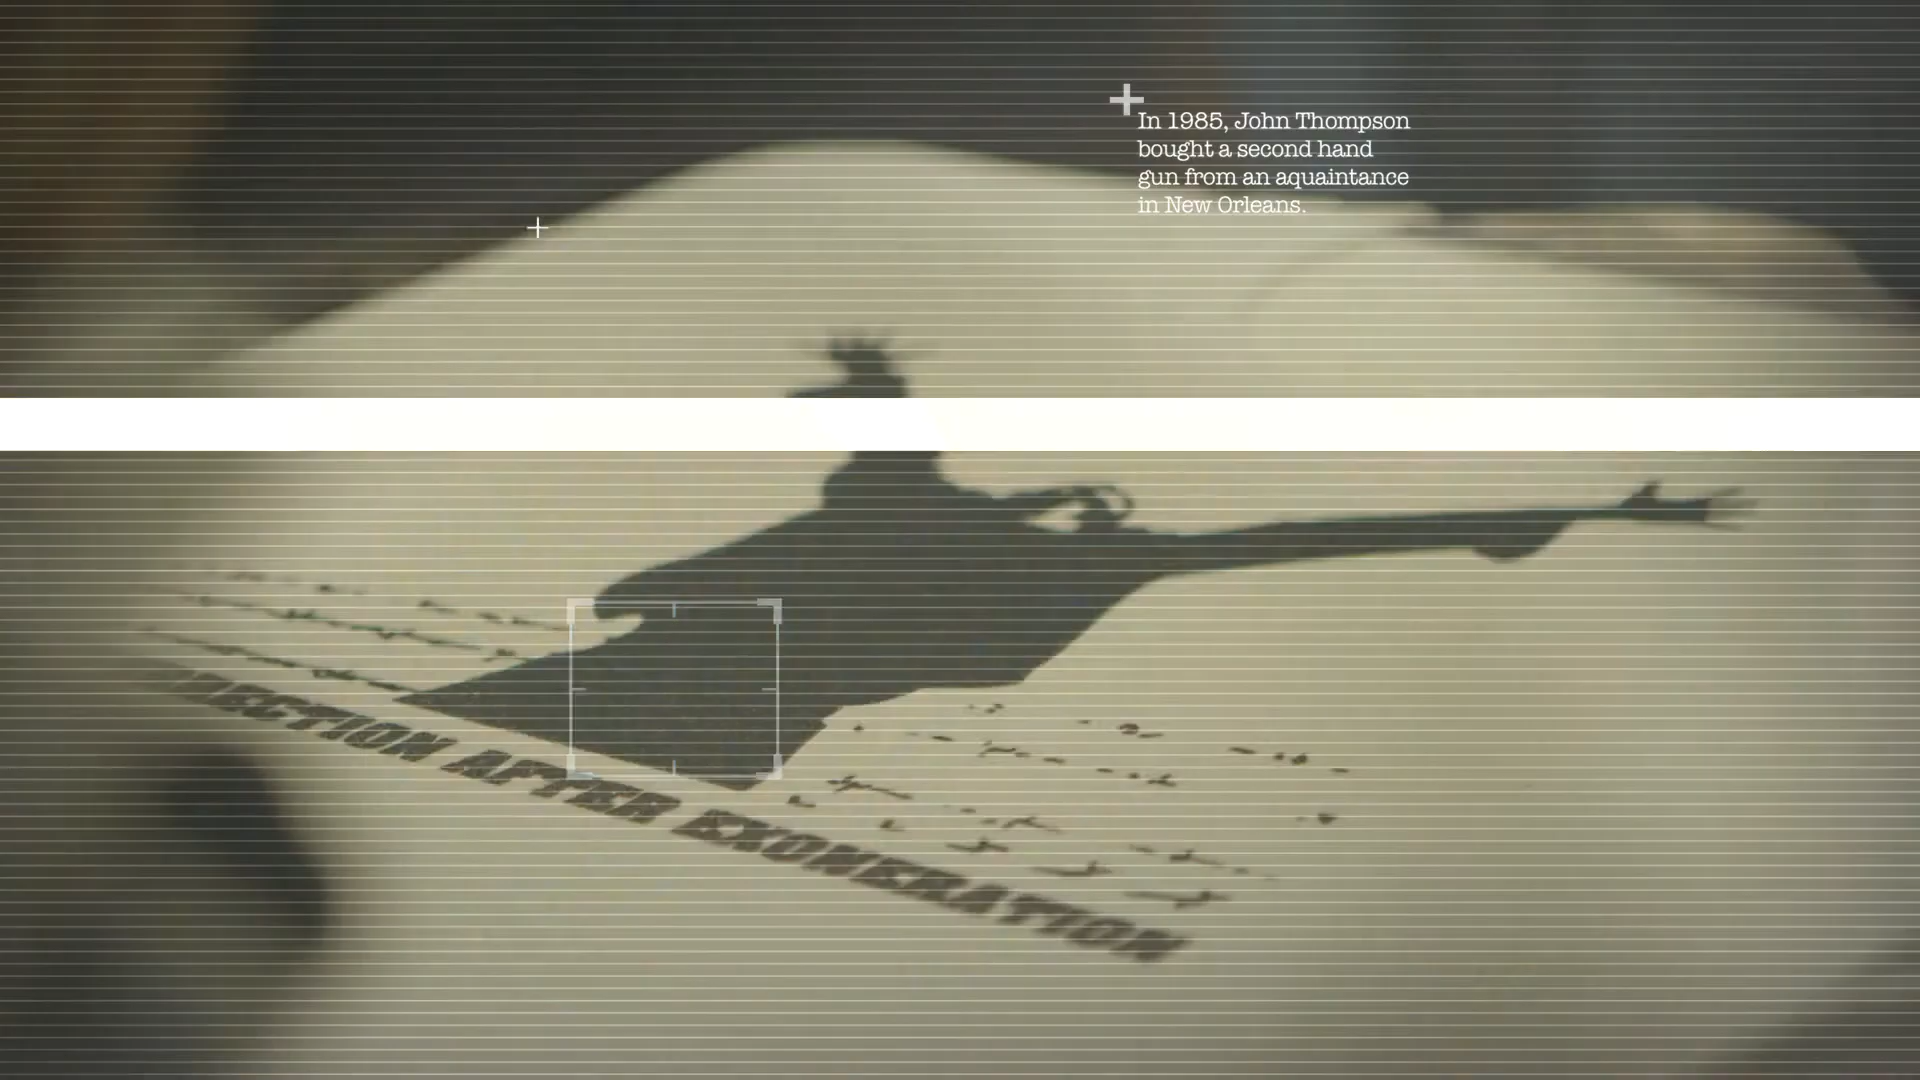 In 1985, John Thompson
bought a second hand
gun from an aquaintance
in New Orleans.
AFTER EXONERATION